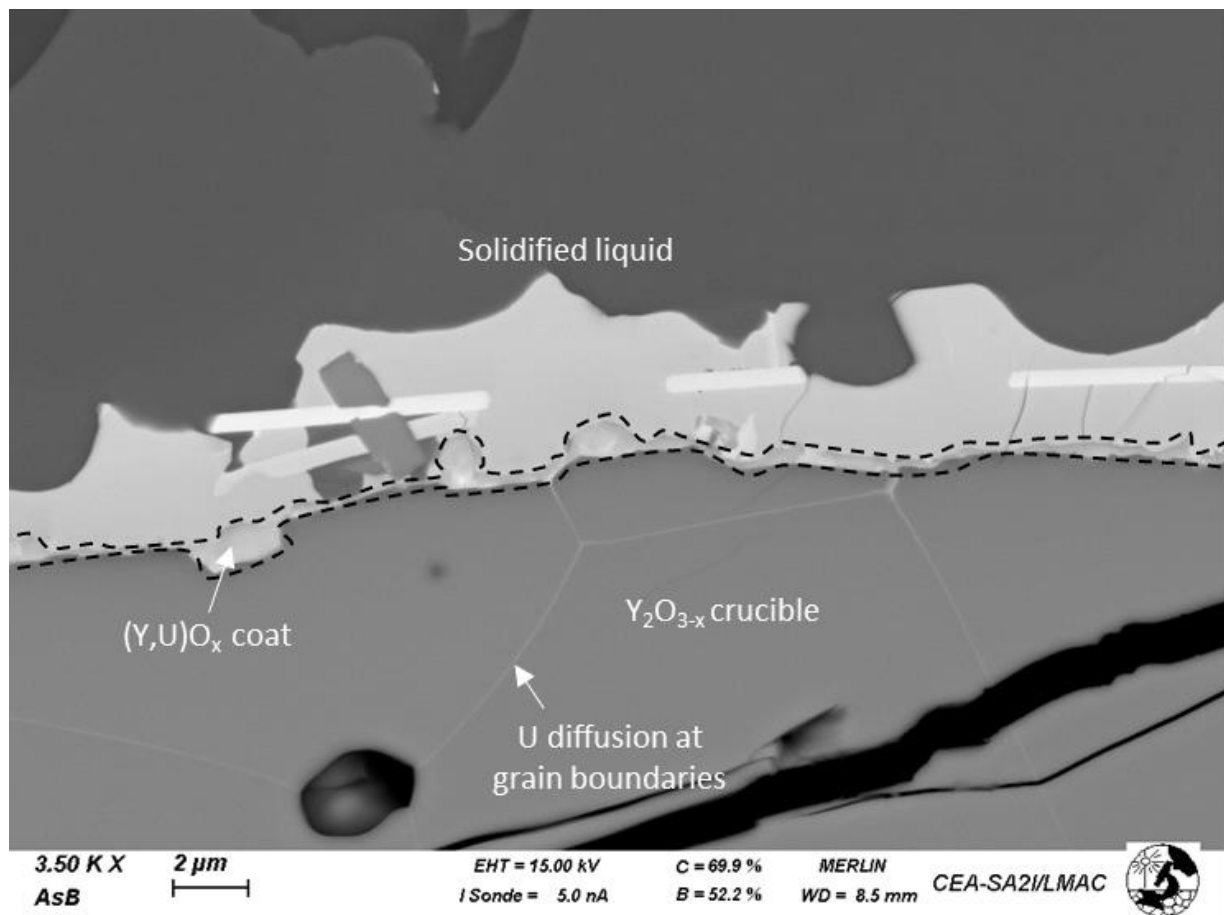 Solidified liquid
(Y,U)Oₓ coat
Y₂O₃₋ₓ crucible
U diffusion at
grain boundaries
3.50 K X 2 µm EHT = 15.00 kV C = 69.9 % MERLIN
AsB I Sonde = 5.0 nA B = 52.2 % WD = 8.5 mm CEA-SA2I/LMAC